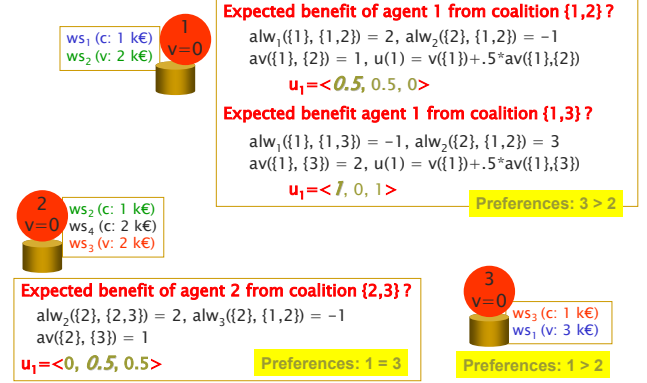 Expected benefit of agent 1 from coalition {1,2} ?
alw₁({1}, {1,2}) = 2, alw₂({2}, {1,2}) = -1
av({1}, {2}) = 1, u(1) = v({1})+.5*av({1},{2})
u₁=<0.5, 0.5, 0>
Expected benefit agent 1 from coalition {1,3} ?
alw₁({1}, {1,3}) = -1, alw₂({2}, {1,2}) = 3
av({1}, {3}) = 2, u(1) = v({1})+.5*av({1},{3})
u₁=<1, 0, 1>
Preferences: 3 > 2
1
v=0
ws₁ (c: 1 k€)
ws₂ (v: 2 k€)
2
v=0
ws₂ (c: 1 k€)
ws₄ (c: 2 k€)
ws₃ (v: 2 k€)
Expected benefit of agent 2 from coalition {2,3} ?
alw₂({2}, {2,3}) = 2, alw₃({2}, {1,2}) = -1
av({2}, {3}) = 1
u₁=<0, 0.5, 0.5>
Preferences: 1 = 3
3
v=0
ws₃ (c: 1 k€)
ws₁ (v: 3 k€)
Preferences: 1 > 2